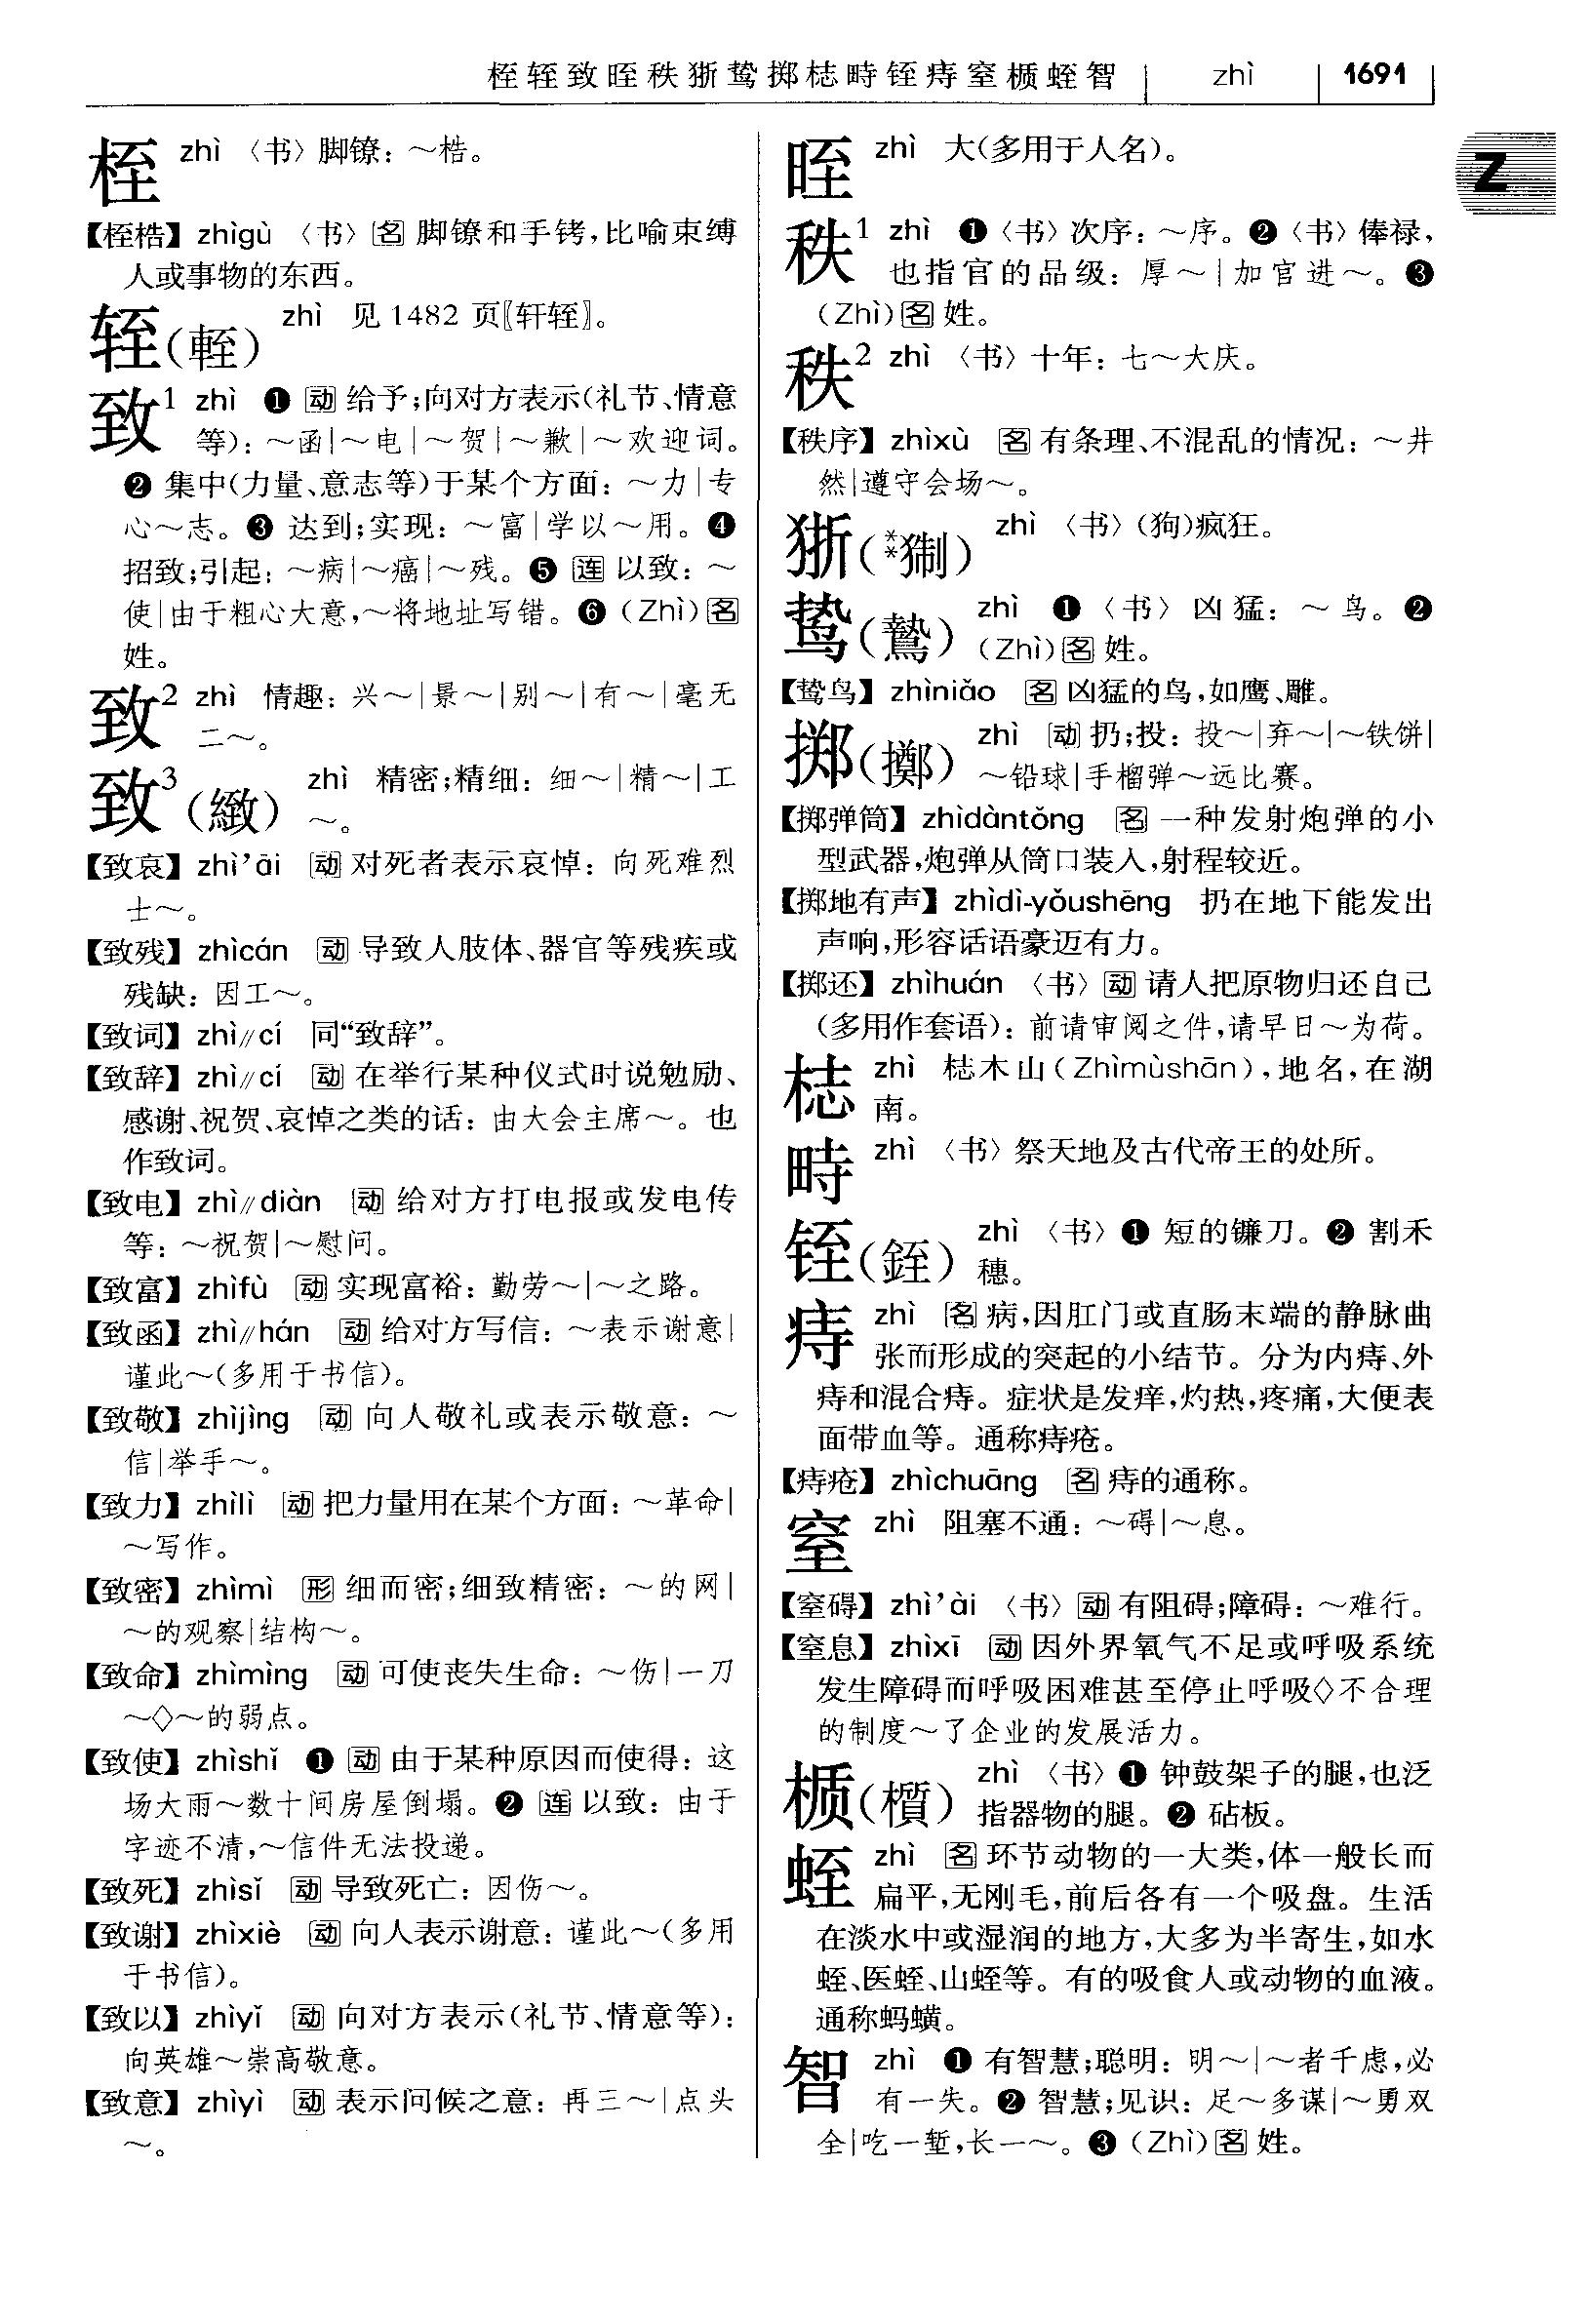 桎轾致晊秩狾鸷掷梽畤铚痔窒櫍蛭智 zhì 1691
Z
桎 zhì 〈书〉脚镣：～梏。
【桎梏】zhìgù 〈书〉名 脚镣和手铐，比喻束缚
人或事物的东西。
轾(輊) zhì 见 1482 页〖轩轾〗。
致1 zhì ❶ 动 给予；向对方表示(礼节、情意
等)：～函|～电|～贺|～歉|～欢迎词。
❷ 集中(力量、意志等)于某个方面：～力|专
心～志。❸ 达到；实现：～富|学以～用。❹
招致；引起：～病|～癌|～残。❺ 连 以致：～
使|由于粗心大意，～将地址写错。❻ (Zhì)名
姓。
致2 zhì 情趣：兴～|景～|别～|有～|毫无
二～。
致3(緻) zhì 精密；精细：细～|精～|工
～。
【致哀】zhì’āi 动 对死者表示哀悼：向死难烈
士～。
【致残】zhìcán 动 导致人肢体、器官等残疾或
残缺：因工～。
【致词】zhì∥cí 同“致辞”。
【致辞】zhì∥cí 动 在举行某种仪式时说勉励、
感谢、祝贺、哀悼之类的话：由大会主席～。也
作致词。
【致电】zhì∥diàn 动 给对方打电报或发电传
等：～祝贺|～慰问。
【致富】zhìfù 动 实现富裕：勤劳～|～之路。
【致函】zhì∥hán 动 给对方写信：～表示谢意|
谨此～(多用于书信)。
【致敬】zhìjìng 动 向人敬礼或表示敬意：～
信|举手～。
【致力】zhìlì 动 把力量用在某个方面：～革命|
～写作。
【致密】zhìmì 形 细而密；细致精密：～的网|
～的观察|结构～。
【致命】zhìmìng 动 可使丧失生命：～伤|一刀
～◇～的弱点。
【致使】zhìshǐ ❶ 动 由于某种原因而使得：这
场大雨～数十间房屋倒塌。❷ 连 以致：由于
字迹不清，～信件无法投递。
【致死】zhìsǐ 动 导致死亡：因伤～。
【致谢】zhìxiè 动 向人表示谢意：谨此～(多用
于书信)。
【致以】zhìyǐ 动 向对方表示(礼节、情意等)：
向英雄～崇高敬意。
【致意】zhìyì 动 表示问候之意：再三～|点头
～。
晊 zhì 大(多用于人名)。
秩1 zhì ❶〈书〉次序：～序。❷〈书〉俸禄，
也指官的品级：厚～|加官进～。❸
(Zhì)名 姓。
秩2 zhì 〈书〉十年：七～大庆。
【秩序】zhìxù 名 有条理、不混乱的情况：～井
然|遵守会场～。
狾(**猘) zhì 〈书〉(狗)疯狂。
鸷(鷙) zhì ❶〈书〉凶猛：～鸟。❷
(Zhì)名 姓。
【鸷鸟】zhìniǎo 名 凶猛的鸟，如鹰、雕。
掷(擲) zhì 动 扔；投：投～|弃～|～铁饼|
～铅球|手榴弹～远比赛。
【掷弹筒】zhìdàntǒng 名 一种发射炮弹的小
型武器，炮弹从筒口装入，射程较近。
【掷地有声】zhìdì-yǒushēng 扔在地下能发出
声响，形容话语豪迈有力。
【掷还】zhìhuán 〈书〉动 请人把原物归还自己
(多用作套语)：前请审阅之件，请早日～为荷。
梽 zhì 梽木山(Zhìmùshān)，地名，在湖
南。
畤 zhì 〈书〉祭天地及古代帝王的处所。
铚(銍) zhì 〈书〉❶ 短的镰刀。❷ 割禾
穗。
痔 zhì 名 病，因肛门或直肠末端的静脉曲
张而形成的突起的小结节。分为内痔、外
痔和混合痔。症状是发痒，灼热，疼痛，大便表
面带血等。通称痔疮。
【痔疮】zhìchuāng 名 痔的通称。
窒 zhì 阻塞不通：～碍|～息。
【窒碍】zhì’ài 〈书〉动 有阻碍；障碍：～难行。
【窒息】zhìxī 动 因外界氧气不足或呼吸系统
发生障碍而呼吸困难甚至停止呼吸◇不合理
的制度～了企业的发展活力。
𬃊(櫍) zhì 〈书〉❶ 钟鼓架子的腿，也泛
指器物的腿。❷ 砧板。
蛭 zhì 名 环节动物的一大类，体一般长而
扁平，无刚毛，前后各有一个吸盘。生活
在淡水中或湿润的地方，大多为半寄生，如水
蛭、医蛭、山蛭等。有的吸食人或动物的血液。
通称蚂蟥。
智 zhì ❶ 有智慧；聪明：明～|～者千虑，必
有一失。❷ 智慧；见识：足～多谋|～勇双
全|吃一堑，长一～。❸ (Zhì)名 姓。